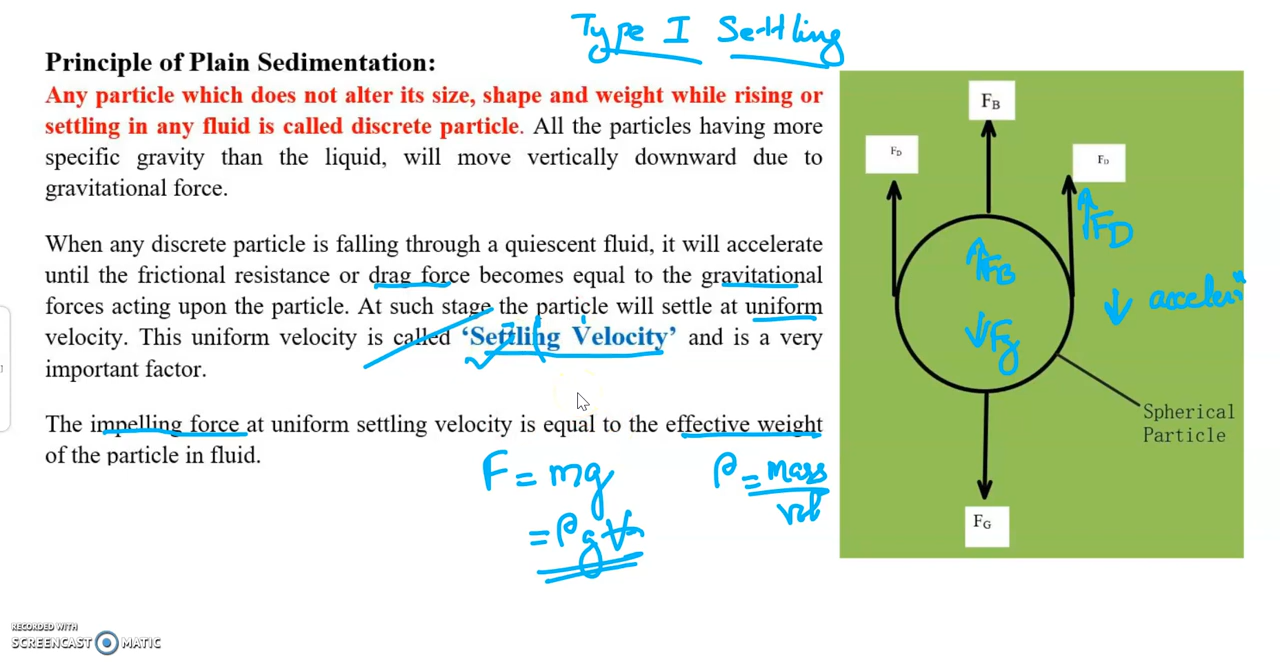 Type I Settling
Principle of Plain Sedimentation:
Any particle which does not alter its size, shape and weight while rising or
settling in any fluid is called discrete particle. All the particles having more
specific gravity than the liquid, will move vertically downward due to
gravitational force.
When any discrete particle is falling through a quiescent fluid, it will accelerate
until the frictional resistance or drag force becomes equal to the gravitational
forces acting upon the particle. At such stage the particle will settle at uniform
velocity. This uniform velocity is called ‘Settling Velocity’ and is a very
important factor.
The impelling force at uniform settling velocity is equal to the effective weight
of the particle in fluid.
F = mg
= ρgV
ρ = Mass
vol
FB
FD
FD
FD
FB
Fg
FG
Spherical
Particle
RECORDED WITH
SCREENCAST MATIC